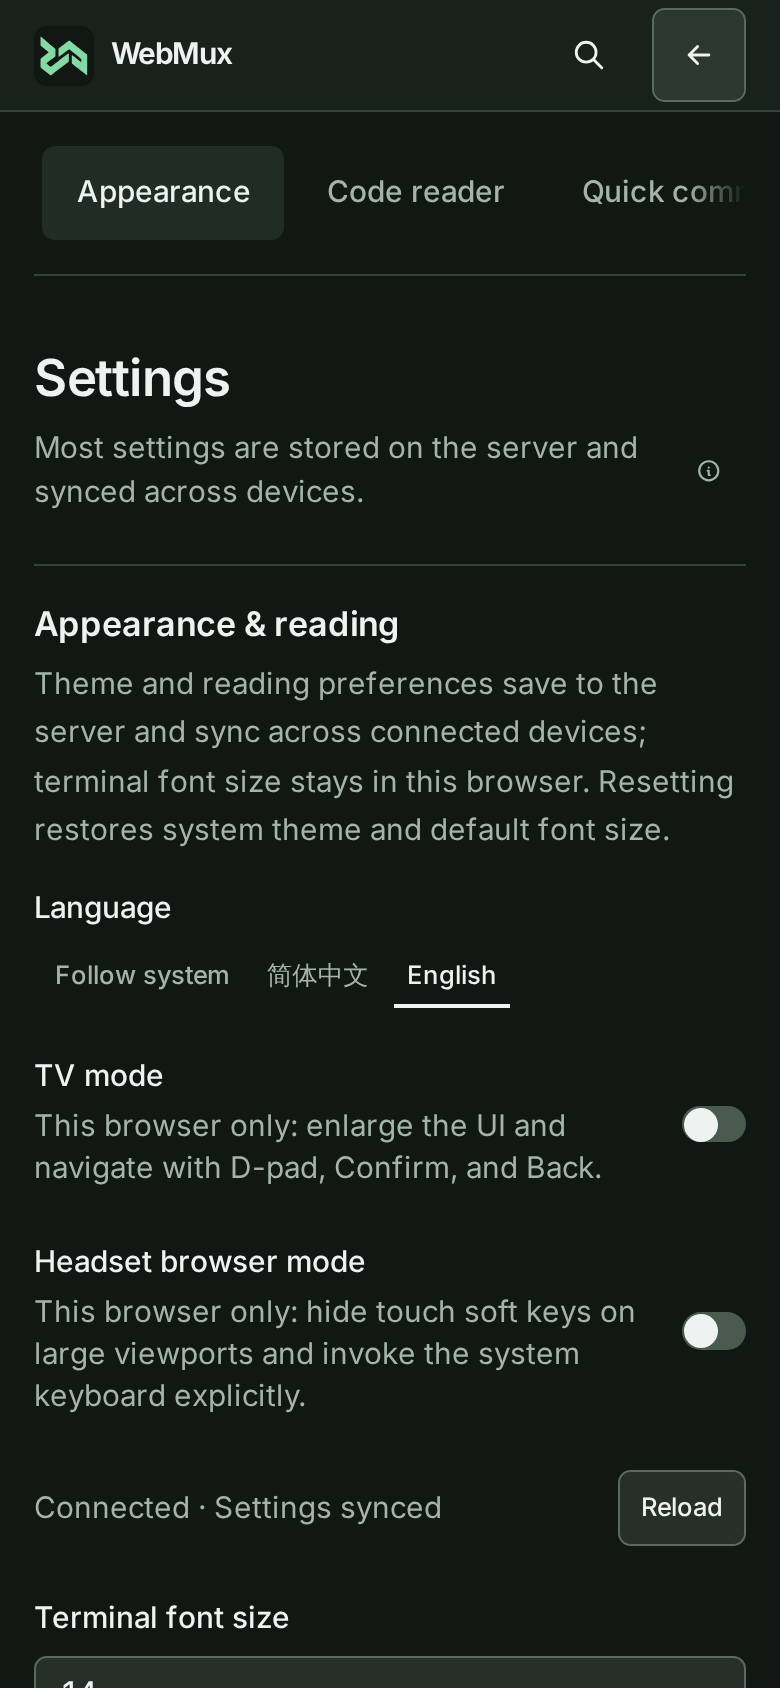 WebMux
Appearance
Code reader
Quick com
Settings
Most settings are stored on the server and
synced across devices.
Appearance & reading
Theme and reading preferences save to the
server and sync across connected devices;
terminal font size stays in this browser. Resetting
restores system theme and default font size.
Language
Follow system
简体中文
English
TV mode
This browser only: enlarge the UI and
navigate with D-pad, Confirm, and Back.
Headset browser mode
This browser only: hide touch soft keys on
large viewports and invoke the system
keyboard explicitly.
Connected · Settings synced
Reload
Terminal font size
14